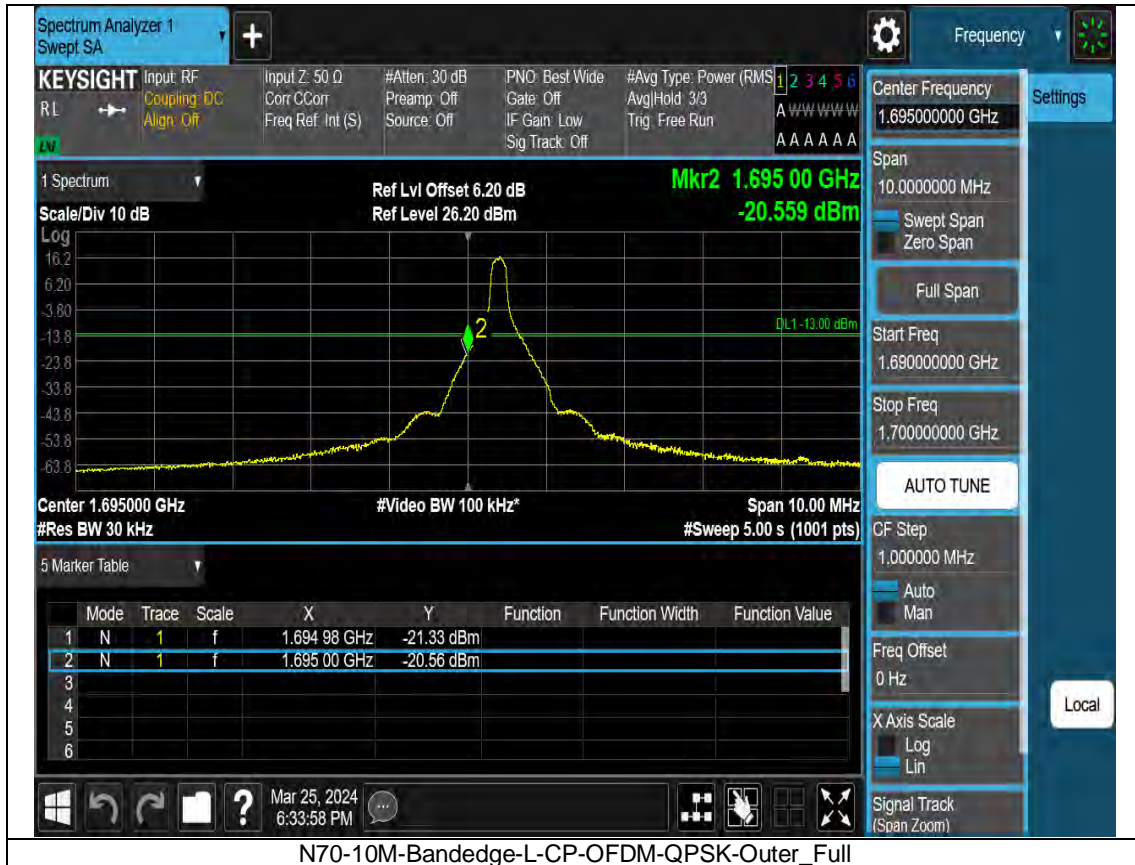 Spectrum Analyzer 1
Swept SA
+
Frequency
KEYSIGHT
RL
Input: RF
Coupling: DC
Align: Off
Input Z: 50 Ω
Corr CCorr
Freq Ref: Int (S)
#Atten: 30 dB
Preamp: Off
Source: Off
PNO: Best Wide
Gate: Off
IF Gain: Low
Sig Track: Off
#Avg Type: Power (RMS
Avg|Hold: 3/3
Trig: Free Run
1 2 3 4 5 6
A W W W W W
A A A A A A
1 Spectrum
Scale/Div 10 dB
Ref Lvl Offset 6.20 dB
Ref Level 26.20 dBm
Mkr2 1.695 00 GHz
-20.559 dBm
Log
16.2
6.20
-3.80
-13.8
-23.8
-33.8
-43.8
-53.8
-63.8
2
DL1 -13.00 dBm
Center 1.695000 GHz
#Res BW 30 kHz
#Video BW 100 kHz*
Span 10.00 MHz
#Sweep 5.00 s (1001 pts)
5 Marker Table
Mode Trace Scale X Y Function Function Width Function Value
1 N 1 f 1.694 98 GHz -21.33 dBm
2 N 1 f 1.695 00 GHz -20.56 dBm
3
4
5
6
Mar 25, 2024
6:33:58 PM
?
Center Frequency
1.695000000 GHz
Settings
Span
10.0000000 MHz
Swept Span
Zero Span
Full Span
Start Freq
1.690000000 GHz
Stop Freq
1.700000000 GHz
AUTO TUNE
CF Step
1.000000 MHz
Auto
Man
Freq Offset
0 Hz
X Axis Scale
Log
Lin
Local
Signal Track
(Span Zoom)
N70-10M-Bandedge-L-CP-OFDM-QPSK-Outer_Full